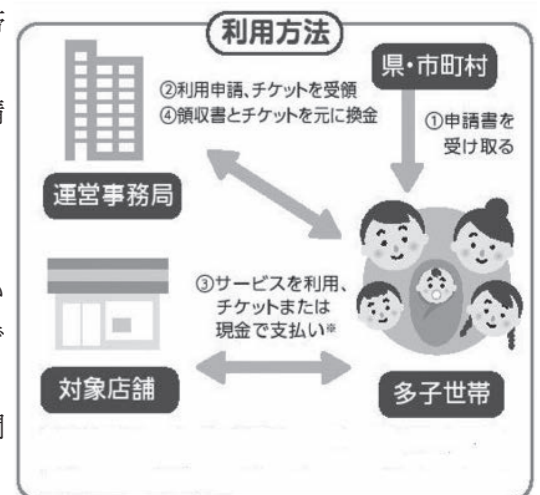 利用方法
県・市町村
②利用申請、チケットを受領
④領収書とチケットを元に換金
①申請書を
受け取る
運営事務局
③サービスを利用、
チケットまたは
現金で支払い※
対象店舗
多子世帯